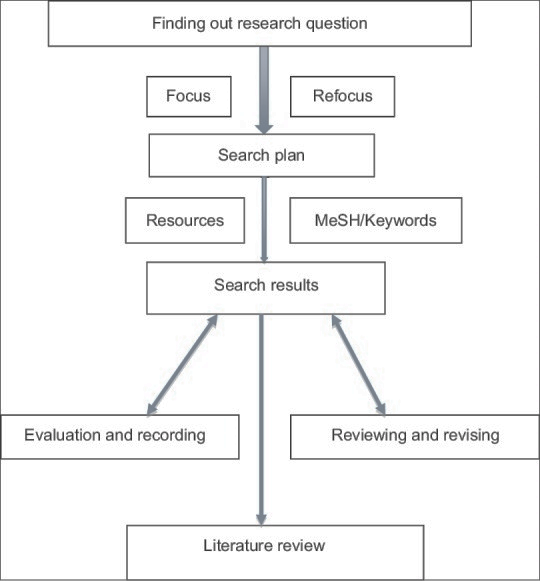 Finding out research question
Focus
Refocus
Search plan
Resources
MeSH/Keywords
Search results
Evaluation and recording
Reviewing and revising
Literature review